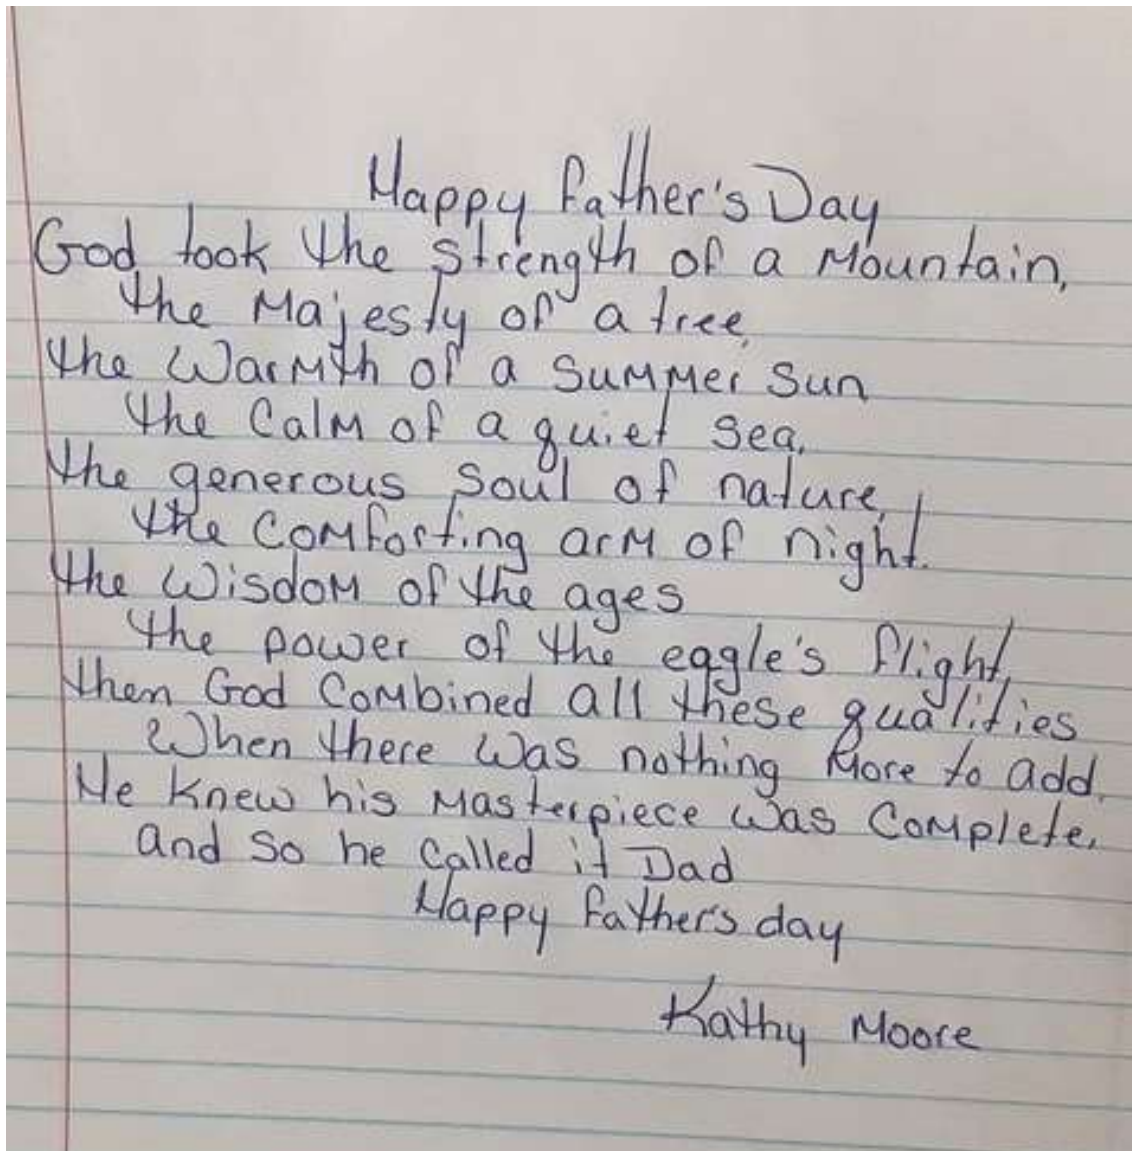 Happy Father's Day
God took the strength of a Mountain,
the Majesty of a tree,
the Warmth of a Summer Sun
the Calm of a quiet Sea,
the generous Soul of nature,
the Comforting arm of night.
the Wisdom of the ages
the power of the eagle's flight,
then God Combined all these qualities
When there was nothing More to add,
He Knew his Masterpiece was Complete,
and So he Called it Dad
Happy Father's day
Kathy Moore